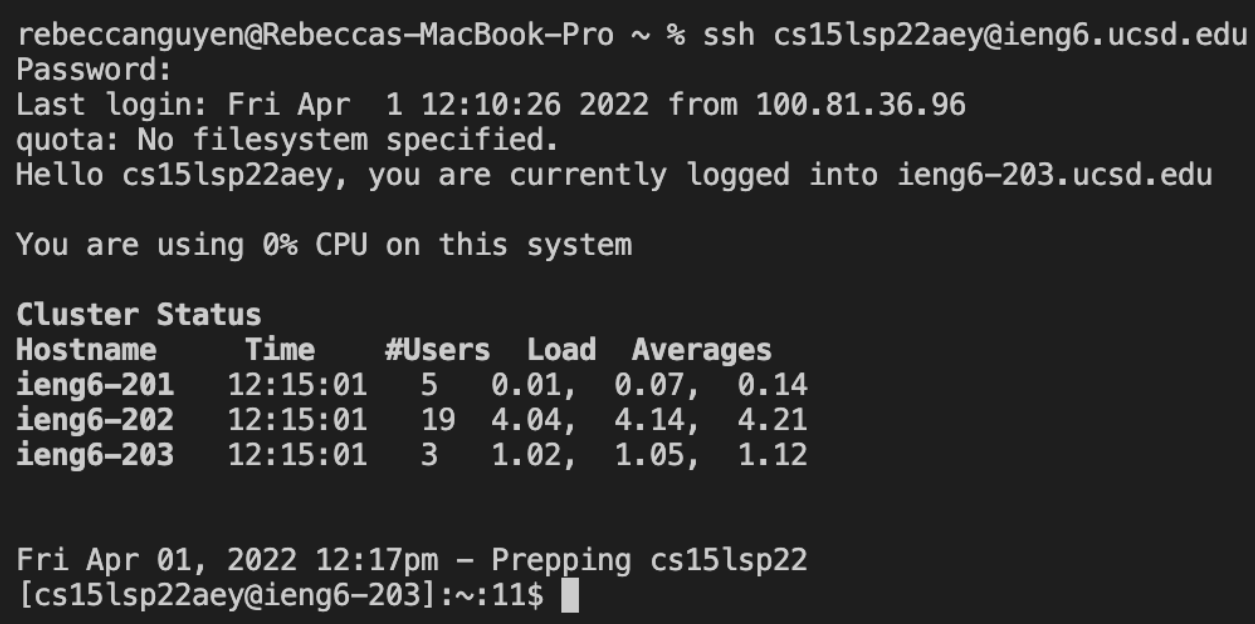 rebeccanguyen@Rebeccas-MacBook-Pro ~ % ssh cs15lsp22aey@ieng6.ucsd.edu
Password:
Last login: Fri Apr  1 12:10:26 2022 from 100.81.36.96
quota: No filesystem specified.
Hello cs15lsp22aey, you are currently logged into ieng6-203.ucsd.edu
You are using 0% CPU on this system
Cluster Status
Hostname     Time    #Users  Load  Averages
ieng6-201   12:15:01   5   0.01,  0.07,  0.14
ieng6-202   12:15:01   19  4.04,  4.14,  4.21
ieng6-203   12:15:01   3   1.02,  1.05,  1.12
Fri Apr 01, 2022 12:17pm - Prepping cs15lsp22
[cs15lsp22aey@ieng6-203]:~:11$